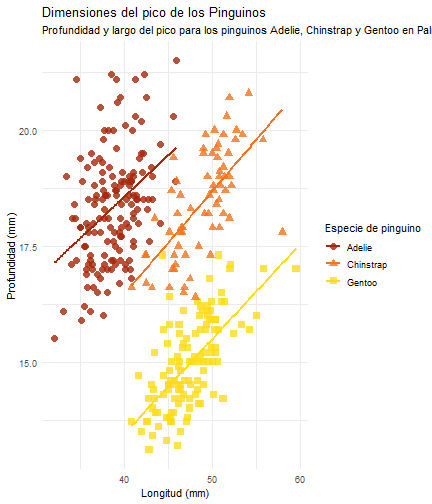 Dimensiones del pico de los Pinguinos
Profundidad y largo del pico para los pinguinos Adelie, Chinstrap y Gentoo en Pal
Profundidad (mm)
20.0
17.5
15.0
40
50
60
Longitud (mm)
Especie de pinguino
Adelie
Chinstrap
Gentoo